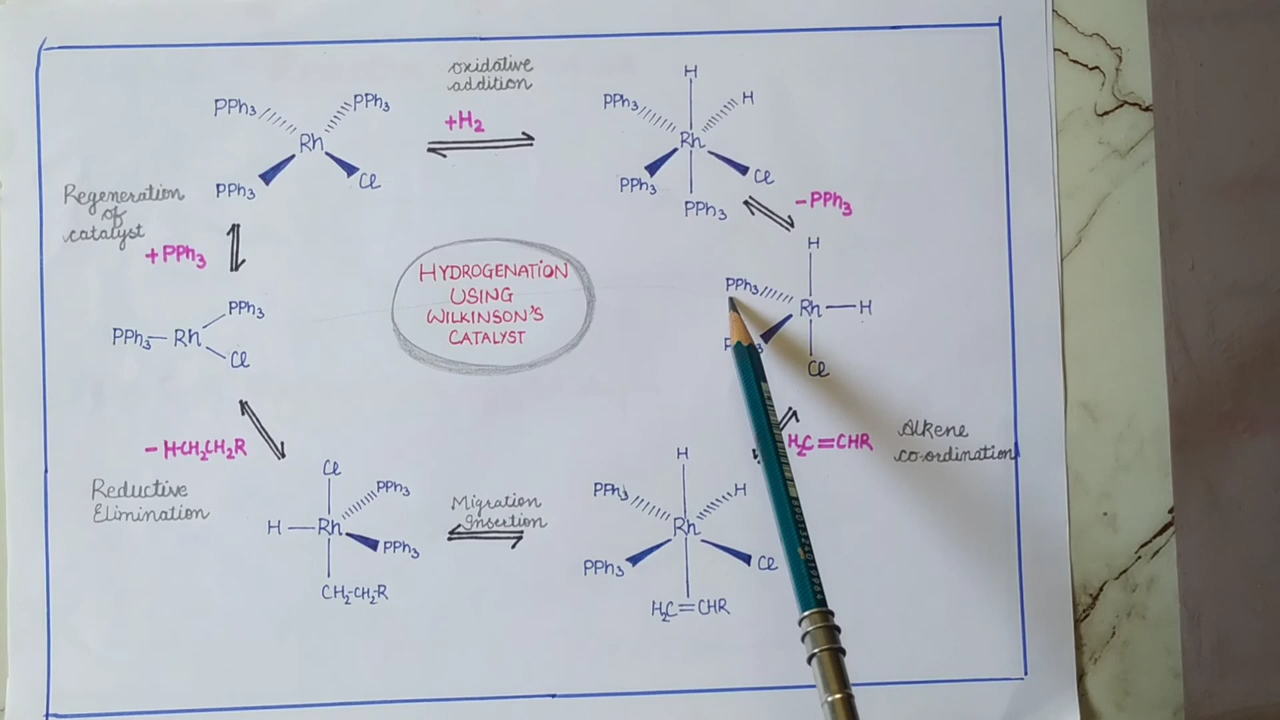 oxidative
addition
+H₂
PPh₃
PPh₃
Rh
PPh₃
Cl
H
PPh₃
H
Rh
PPh₃
Cl
PPh₃
-PPh₃
Regeneration
of
catalyst
+PPh₃
HYDROGENATION
USING
WILKINSON'S
CATALYST
H
PPh₃
Rh
H
Cl
PPh₃
PPh₃
Rh
Cl
H₂C=CHR
Alkene
co-ordination
-H-CH₂CH₂R
Reductive
Elimination
Cl
PPh₃
H
Rh
PPh₃
CH₂-CH₂R
Migration
Insertion
H
PPh₃
H
Rh
PPh₃
Cl
H₂C=CHR